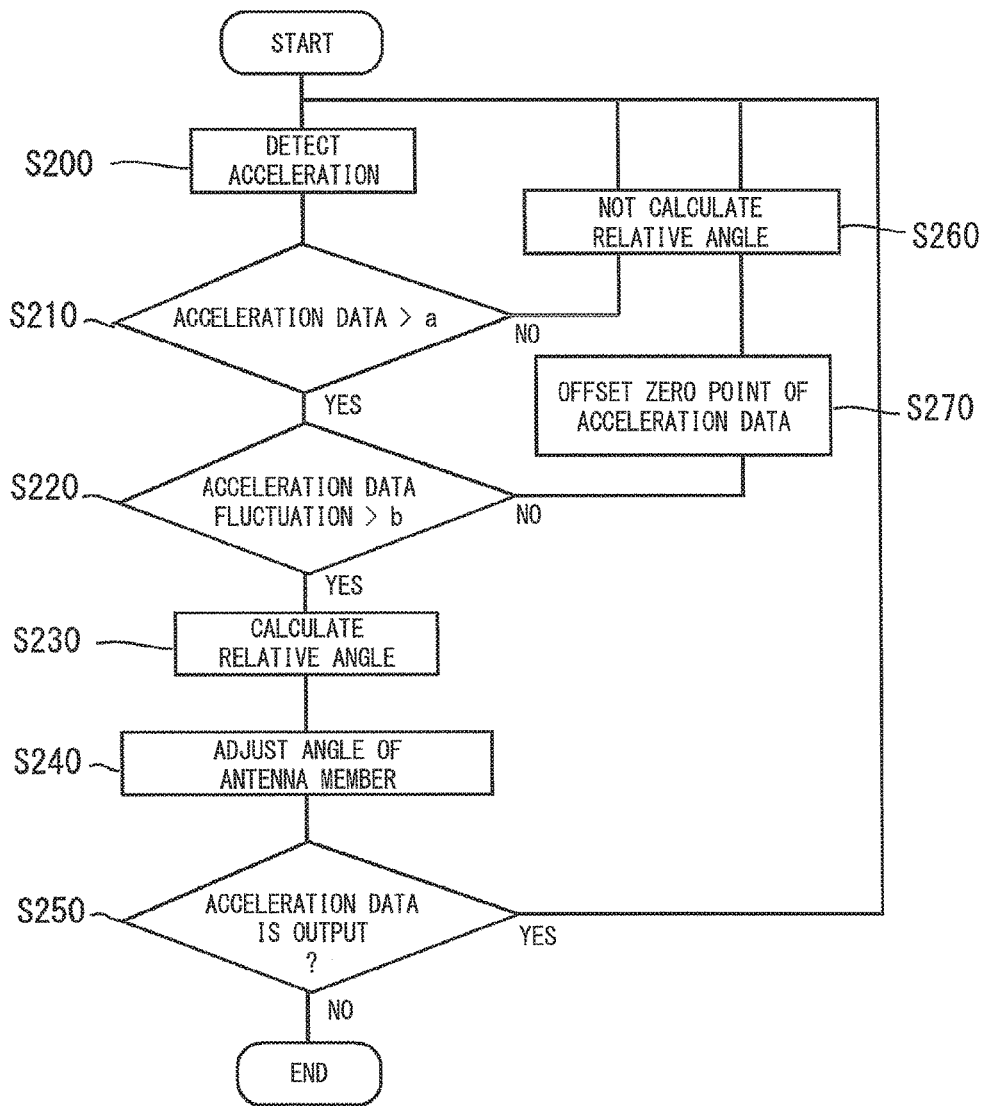 START
S200
DETECT
ACCELERATION
NOT CALCULATE
RELATIVE ANGLE
S260
S210
ACCELERATION DATA > a
NO
YES
OFFSET ZERO POINT OF
ACCELERATION DATA
S270
S220
ACCELERATION DATA
FLUCTUATION > b
NO
YES
S230
CALCULATE
RELATIVE ANGLE
S240
ADJUST ANGLE OF
ANTENNA MEMBER
S250
ACCELERATION DATA
IS OUTPUT
?
YES
NO
END